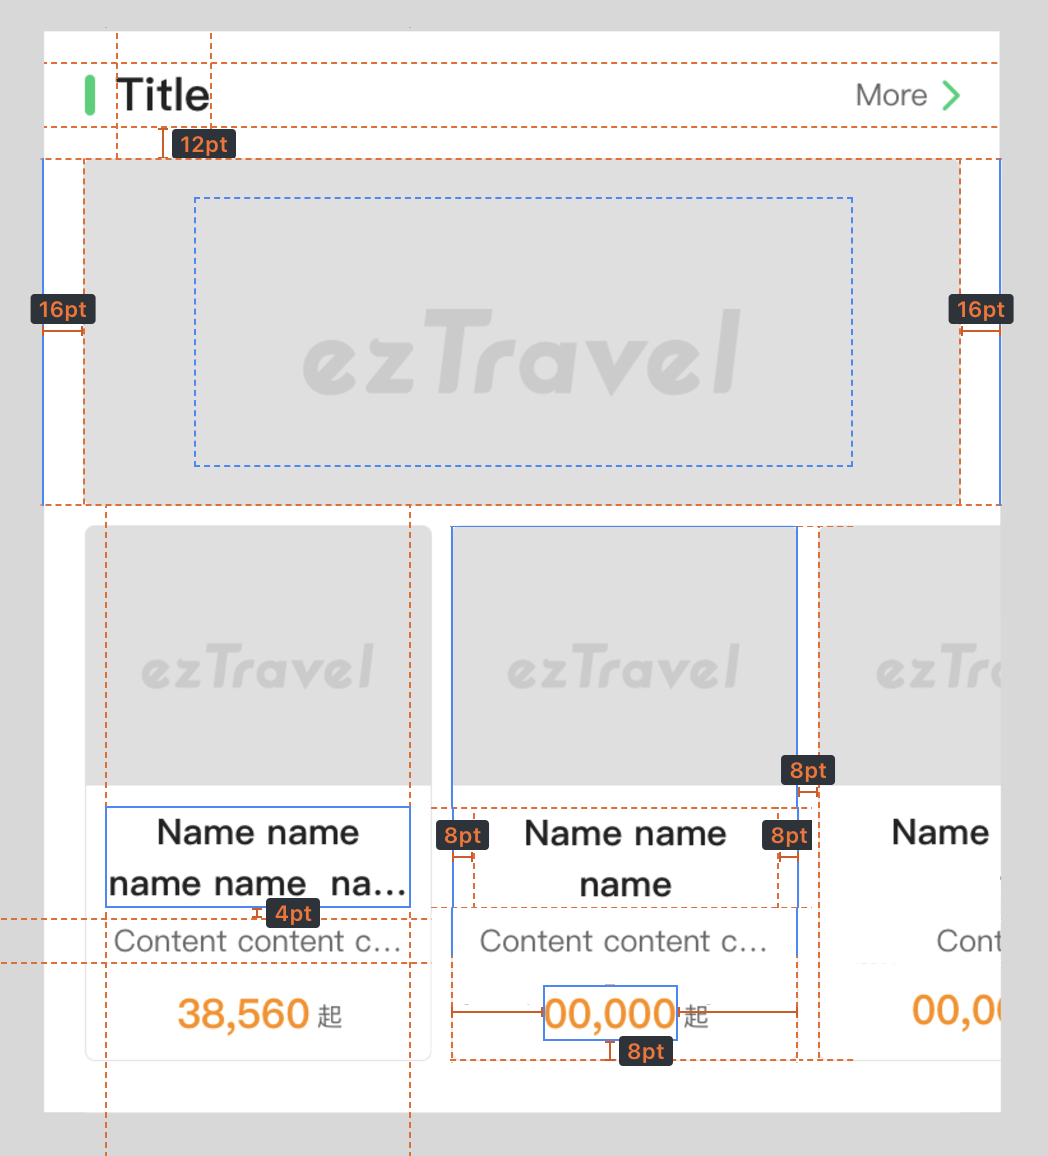 Title
More
12pt
16pt
16pt
ezTravel
ezTravel
ezTravel
ezTr
8pt
Name name
name name na...
8pt
Name name
name
8pt
Name
4pt
Content content c...
Content content c...
Cont
38,560 起
00,000 起
00,0
8pt